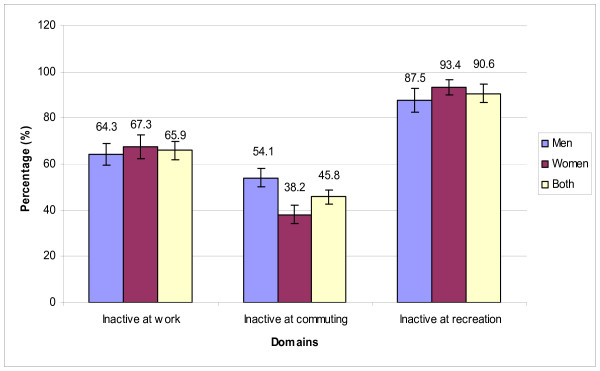 120
100
80
60
40
20
0
Percentage (%)
64.3 67.3 65.9
54.1 38.2 45.8
87.5 93.4 90.6
Inactive at work Inactive at commuting Inactive at recreation
Domains
Men
Women
Both